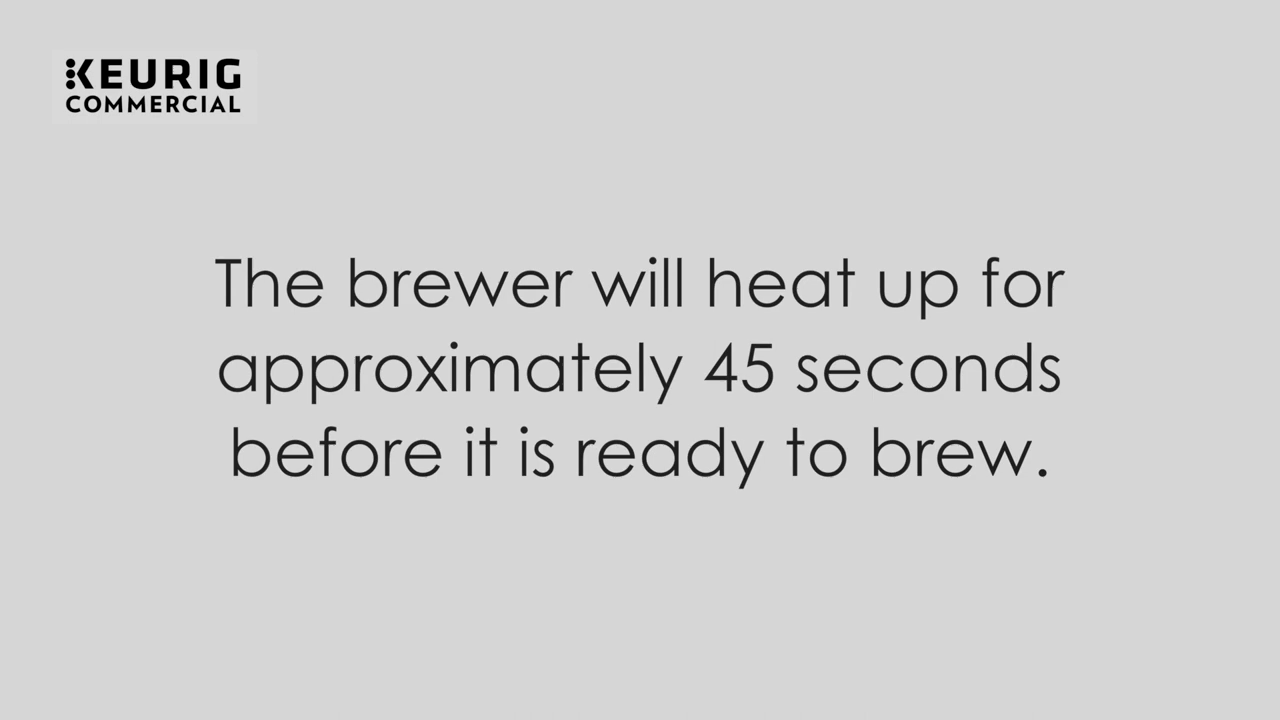 KEURIG
COMMERCIAL
The brewer will heat up for
approximately 45 seconds
before it is ready to brew.